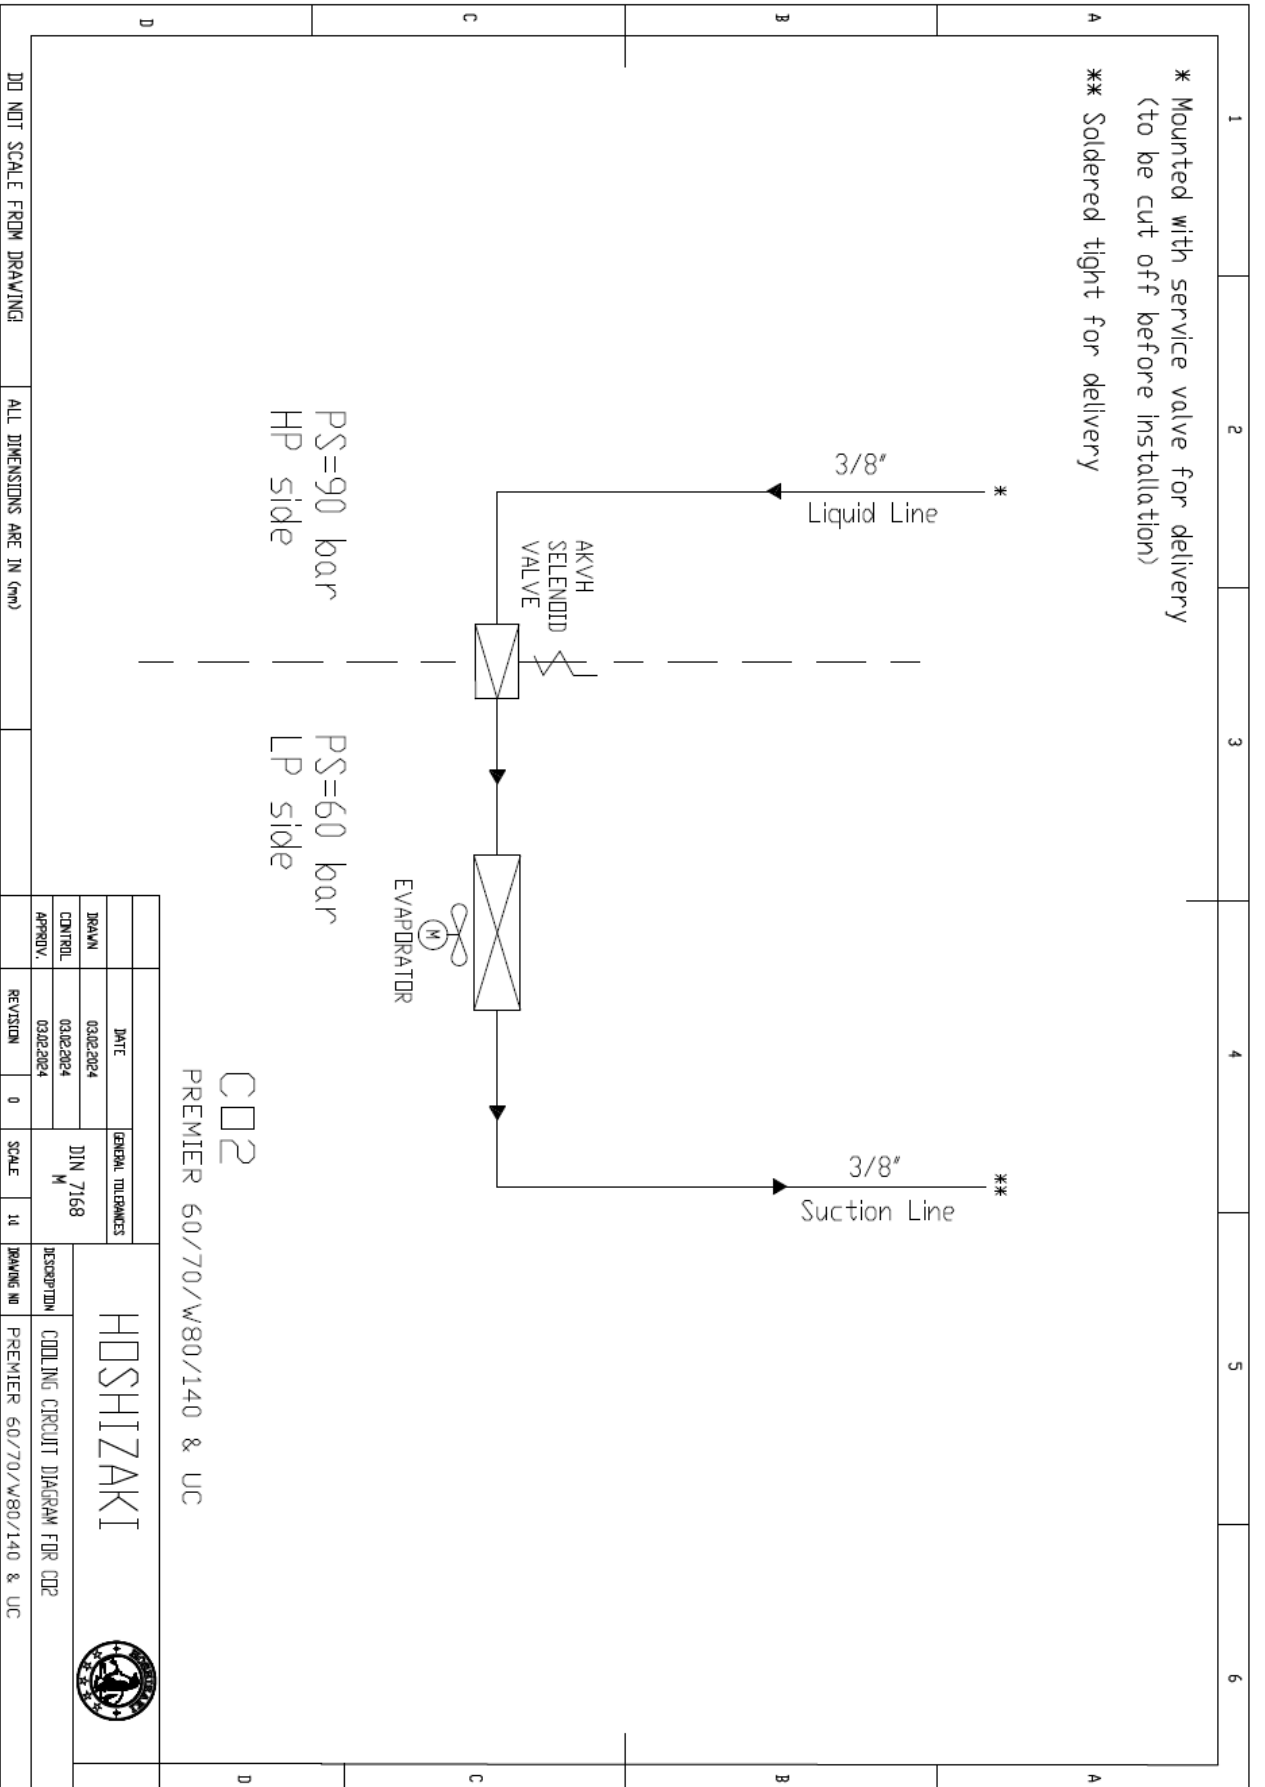 1
2
3
4
5
6
A
A
B
B
C
C
D
D
* Mounted with service valve for delivery
(to be cut off before installation)
** Soldered tight for delivery
*
**
3/8"
Liquid Line
3/8"
Suction Line
AKVH
SELENOID
VALVE
M
EVAPORATOR
PS=90 bar
HP side
PS=60 bar
LP side
CO2
PREMIER 60/70/W80/140 & UC
DATE
GENERAL TOLERANCES
DRAWN
03.02.2024
CONTROL
03.02.2024
APPROV.
03.02.2024
DIN 7168
M
HOSHIZAKI
HOSHIZAKI
DESCRIPTION
COOLING CIRCUIT DIAGRAM FOR CO2
DO NOT SCALE FROM DRAWING!
ALL DIMENSIONS ARE IN (mm)
REVISION
0
SCALE
1:1
DRAWING NO
PREMIER 60/70/W80/140 & UC